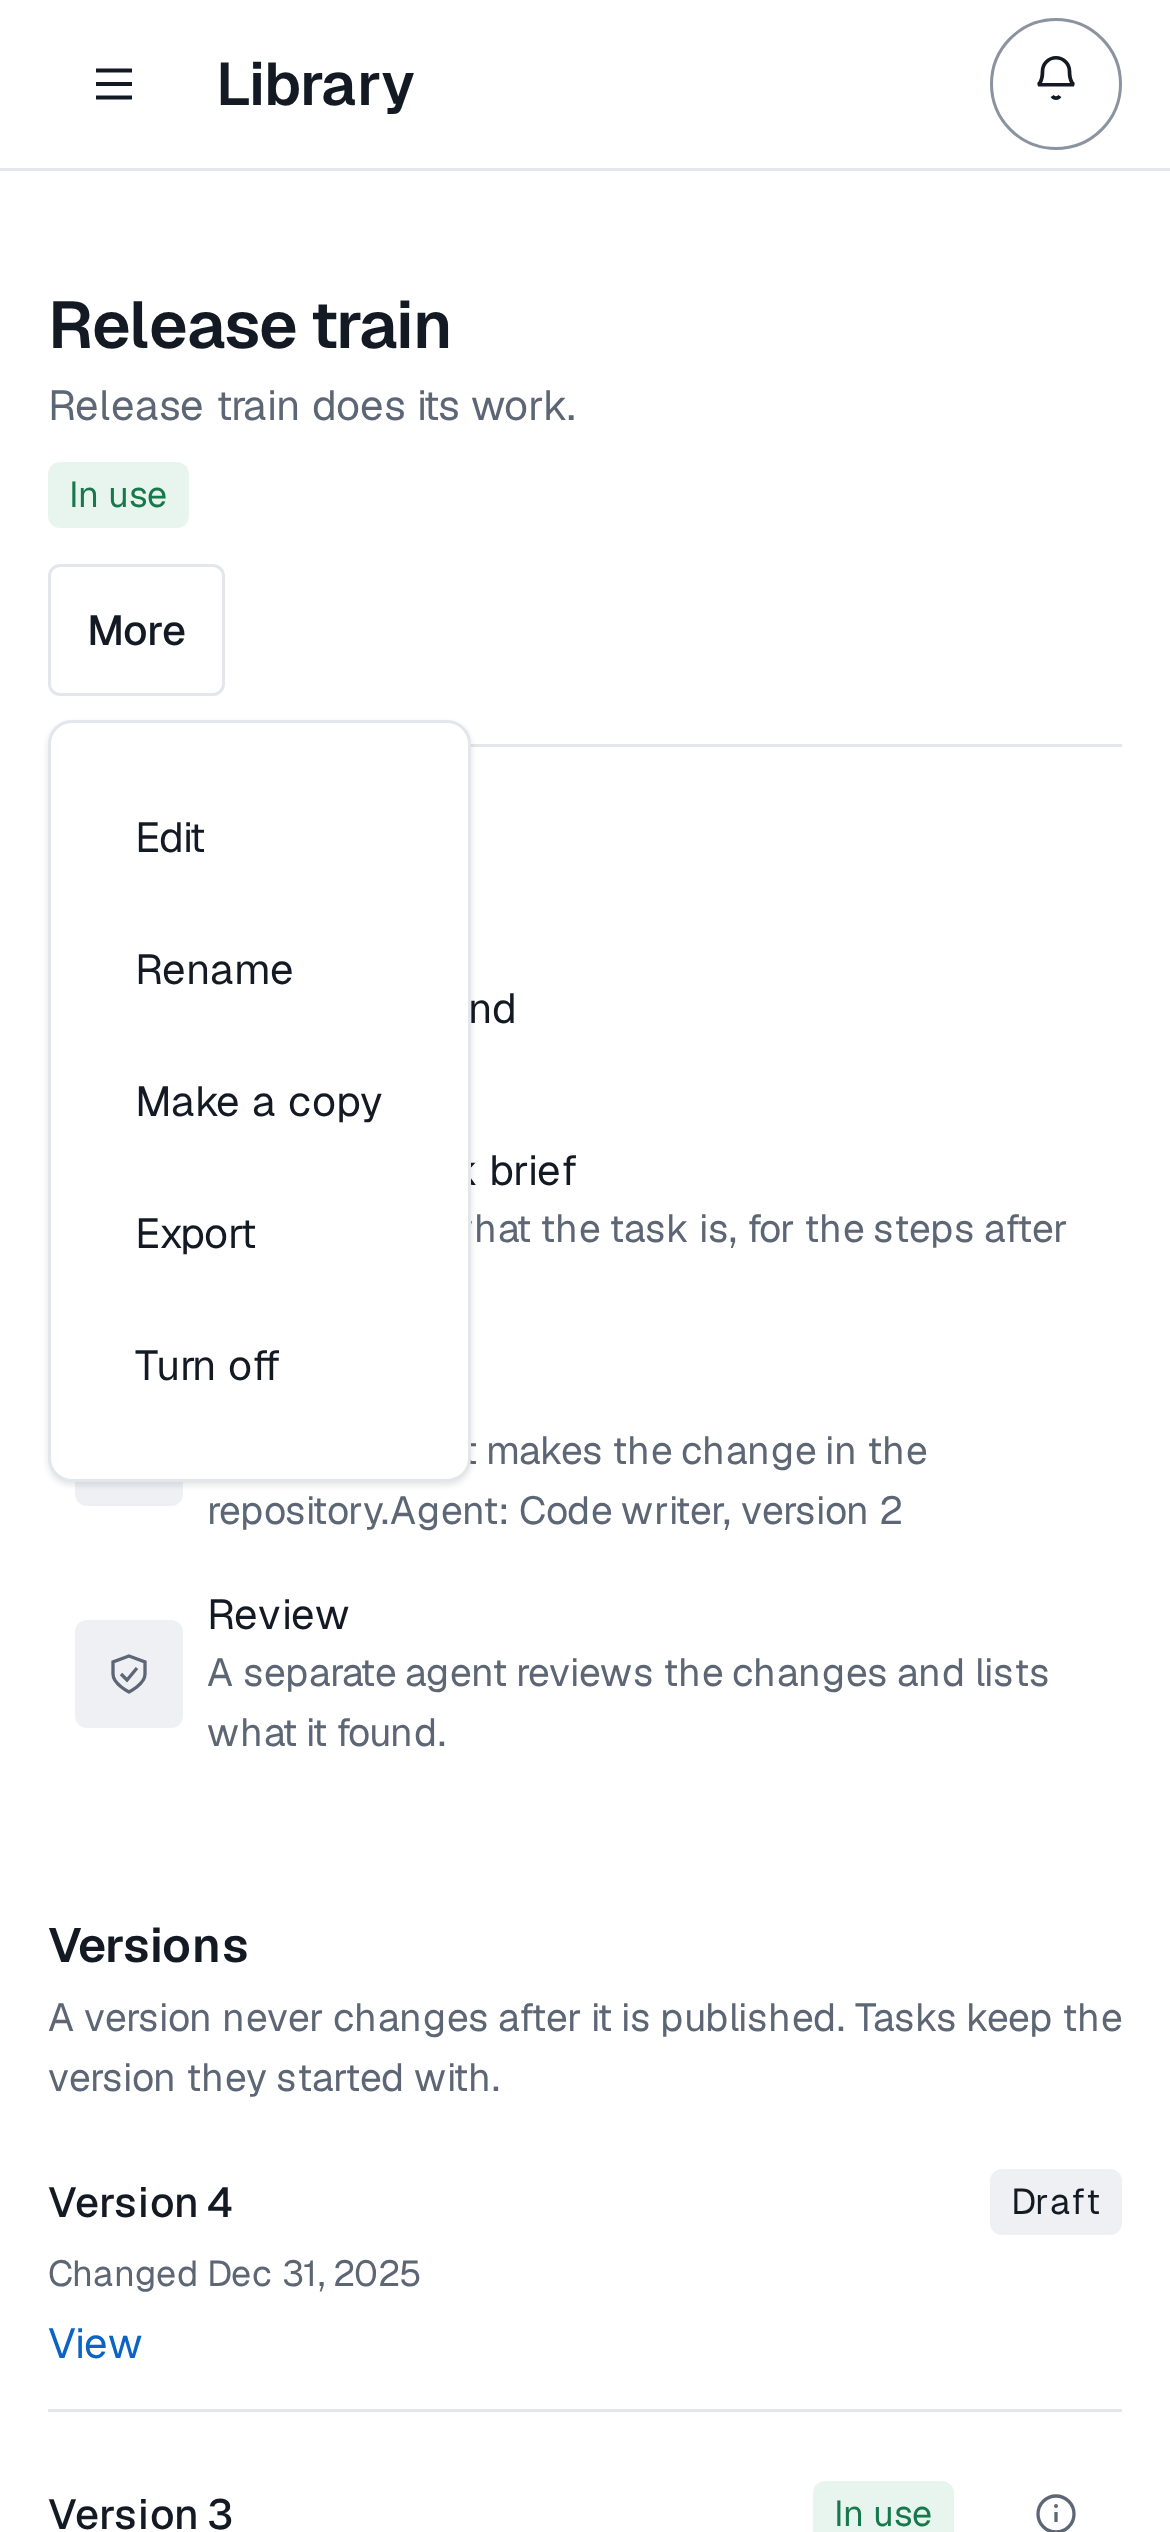 Library
Release train
Release train does its work.
In use
More
Edit
Rename
nd
Make a copy
brief
hat the task is, for the steps after
Export
Turn off
makes the change in the
repository.Agent: Code writer, version 2
Review
A separate agent reviews the changes and lists
what it found.
Versions
A version never changes after it is published. Tasks keep the
version they started with.
Version 4
Draft
Changed Dec 31, 2025
View
Version 3
In use